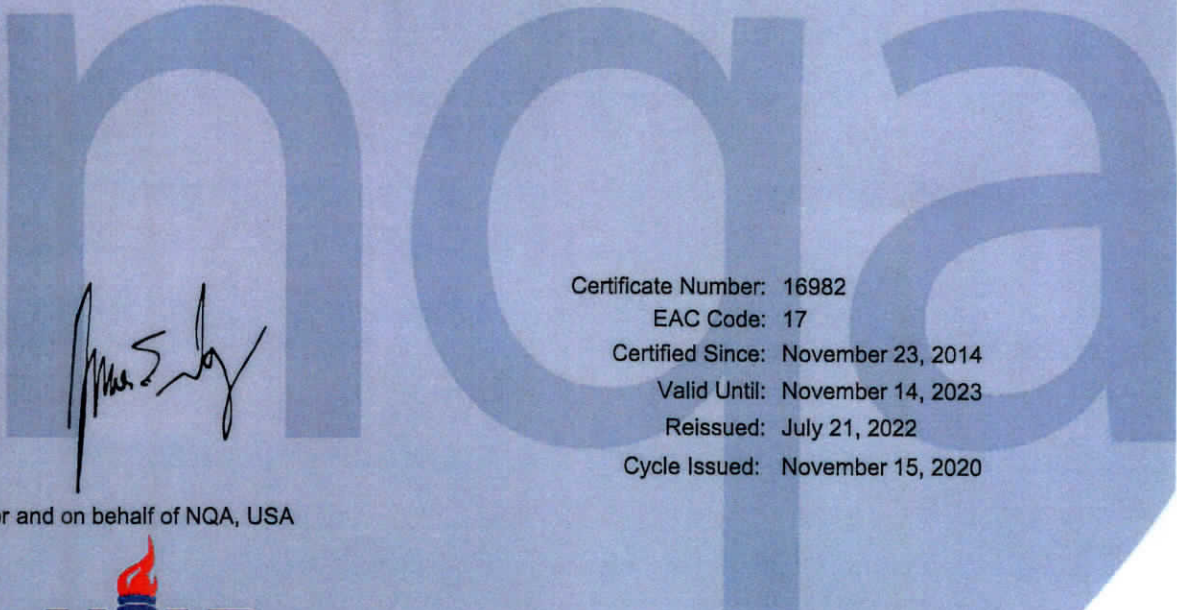 nqa
Certificate Number: 16982
EAC Code: 17
Certified Since: November 23, 2014
Valid Until: November 14, 2023
Reissued: July 21, 2022
Cycle Issued: November 15, 2020
and on behalf of NQA, USA